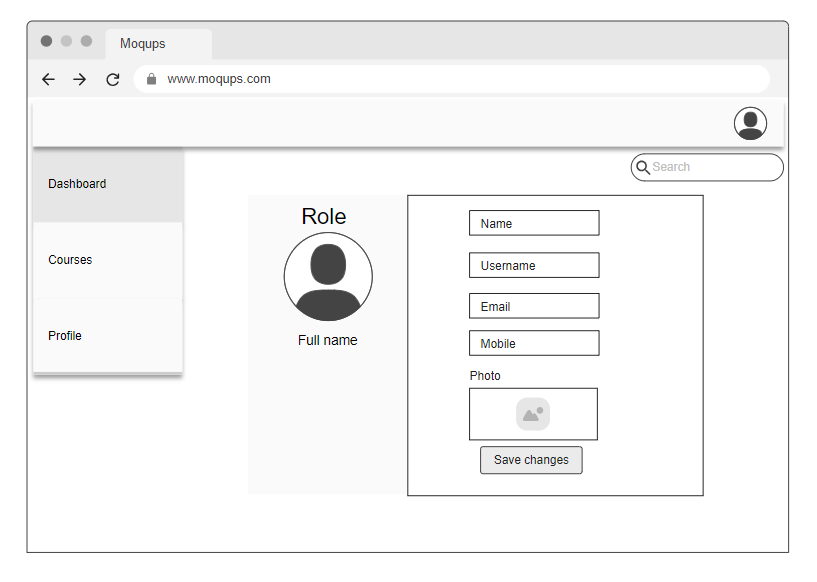 Moqups
www.moqups.com
Search
Dashboard
Courses
Profile
Role
Full name
Name
Username
Email
Mobile
Photo
Save changes